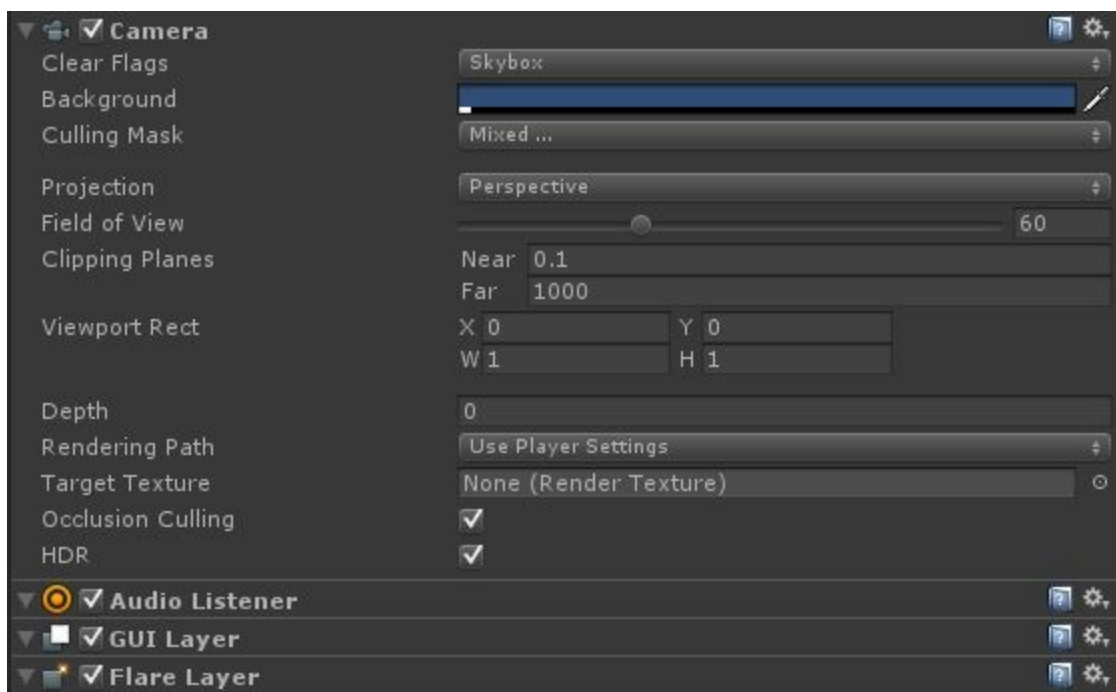 Camera
Clear Flags Skybox
Background
Culling Mask Mixed ...
Projection Perspective
Field of View 60
Clipping Planes Near 0.1
Far 1000
Viewport Rect X 0 Y 0
W 1 H 1
Depth 0
Rendering Path Use Player Settings
Target Texture None (Render Texture)
Occlusion Culling
HDR
Audio Listener
GUI Layer
Flare Layer